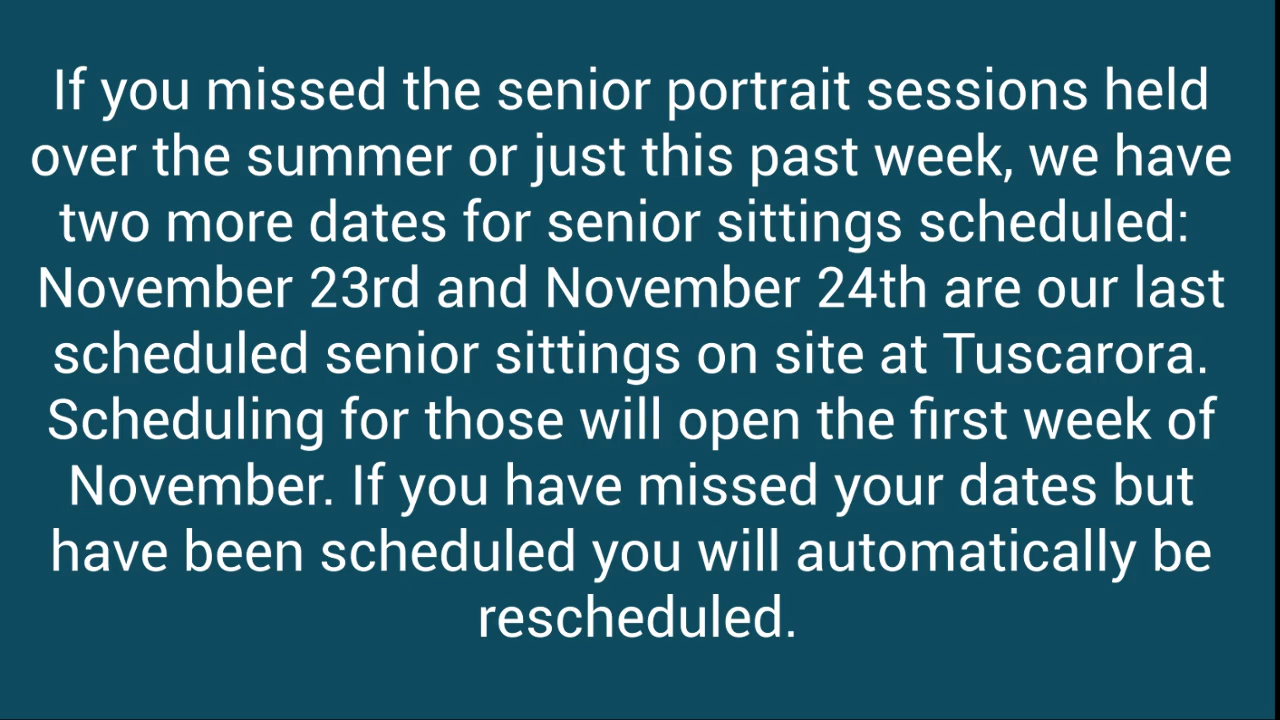 If you missed the senior portrait sessions held
over the summer or just this past week, we have
two more dates for senior sittings scheduled:
November 23rd and November 24th are our last
scheduled senior sittings on site at Tuscarora.
Scheduling for those will open the first week of
November. If you have missed your dates but
have been scheduled you will automatically be
rescheduled.